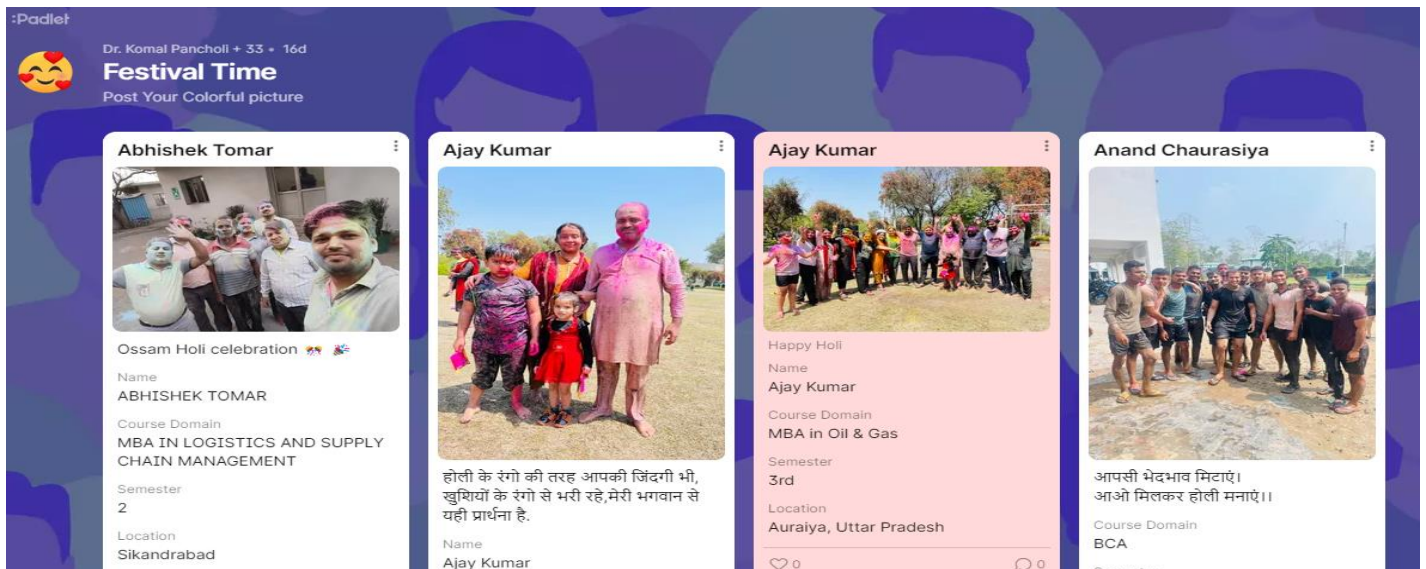 :Padlet
Dr. Komal Pancholi + 33 • 16d
Festival Time
Post Your Colorful picture
Abhishek Tomar
Ossam Holi celebration 🎊 🎉
Name
ABHISHEK TOMAR
Course Domain
MBA IN LOGISTICS AND SUPPLY
CHAIN MANAGEMENT
Semester
2
Location
Sikandrabad
Ajay Kumar
होली के रंगो की तरह आपकी जिंदगी भी,
खुशियों के रंगो से भरी रहे,मेरी भगवान से
यही प्रार्थना है.
Name
Ajay Kumar
Ajay Kumar
Happy Holi
Name
Ajay Kumar
Course Domain
MBA in Oil & Gas
Semester
3rd
Location
Auraiya, Uttar Pradesh
0
0
Anand Chaurasiya
आपसी भेदभाव मिटाएं।
आओ मिलकर होली मनाएं।।
Course Domain
BCA